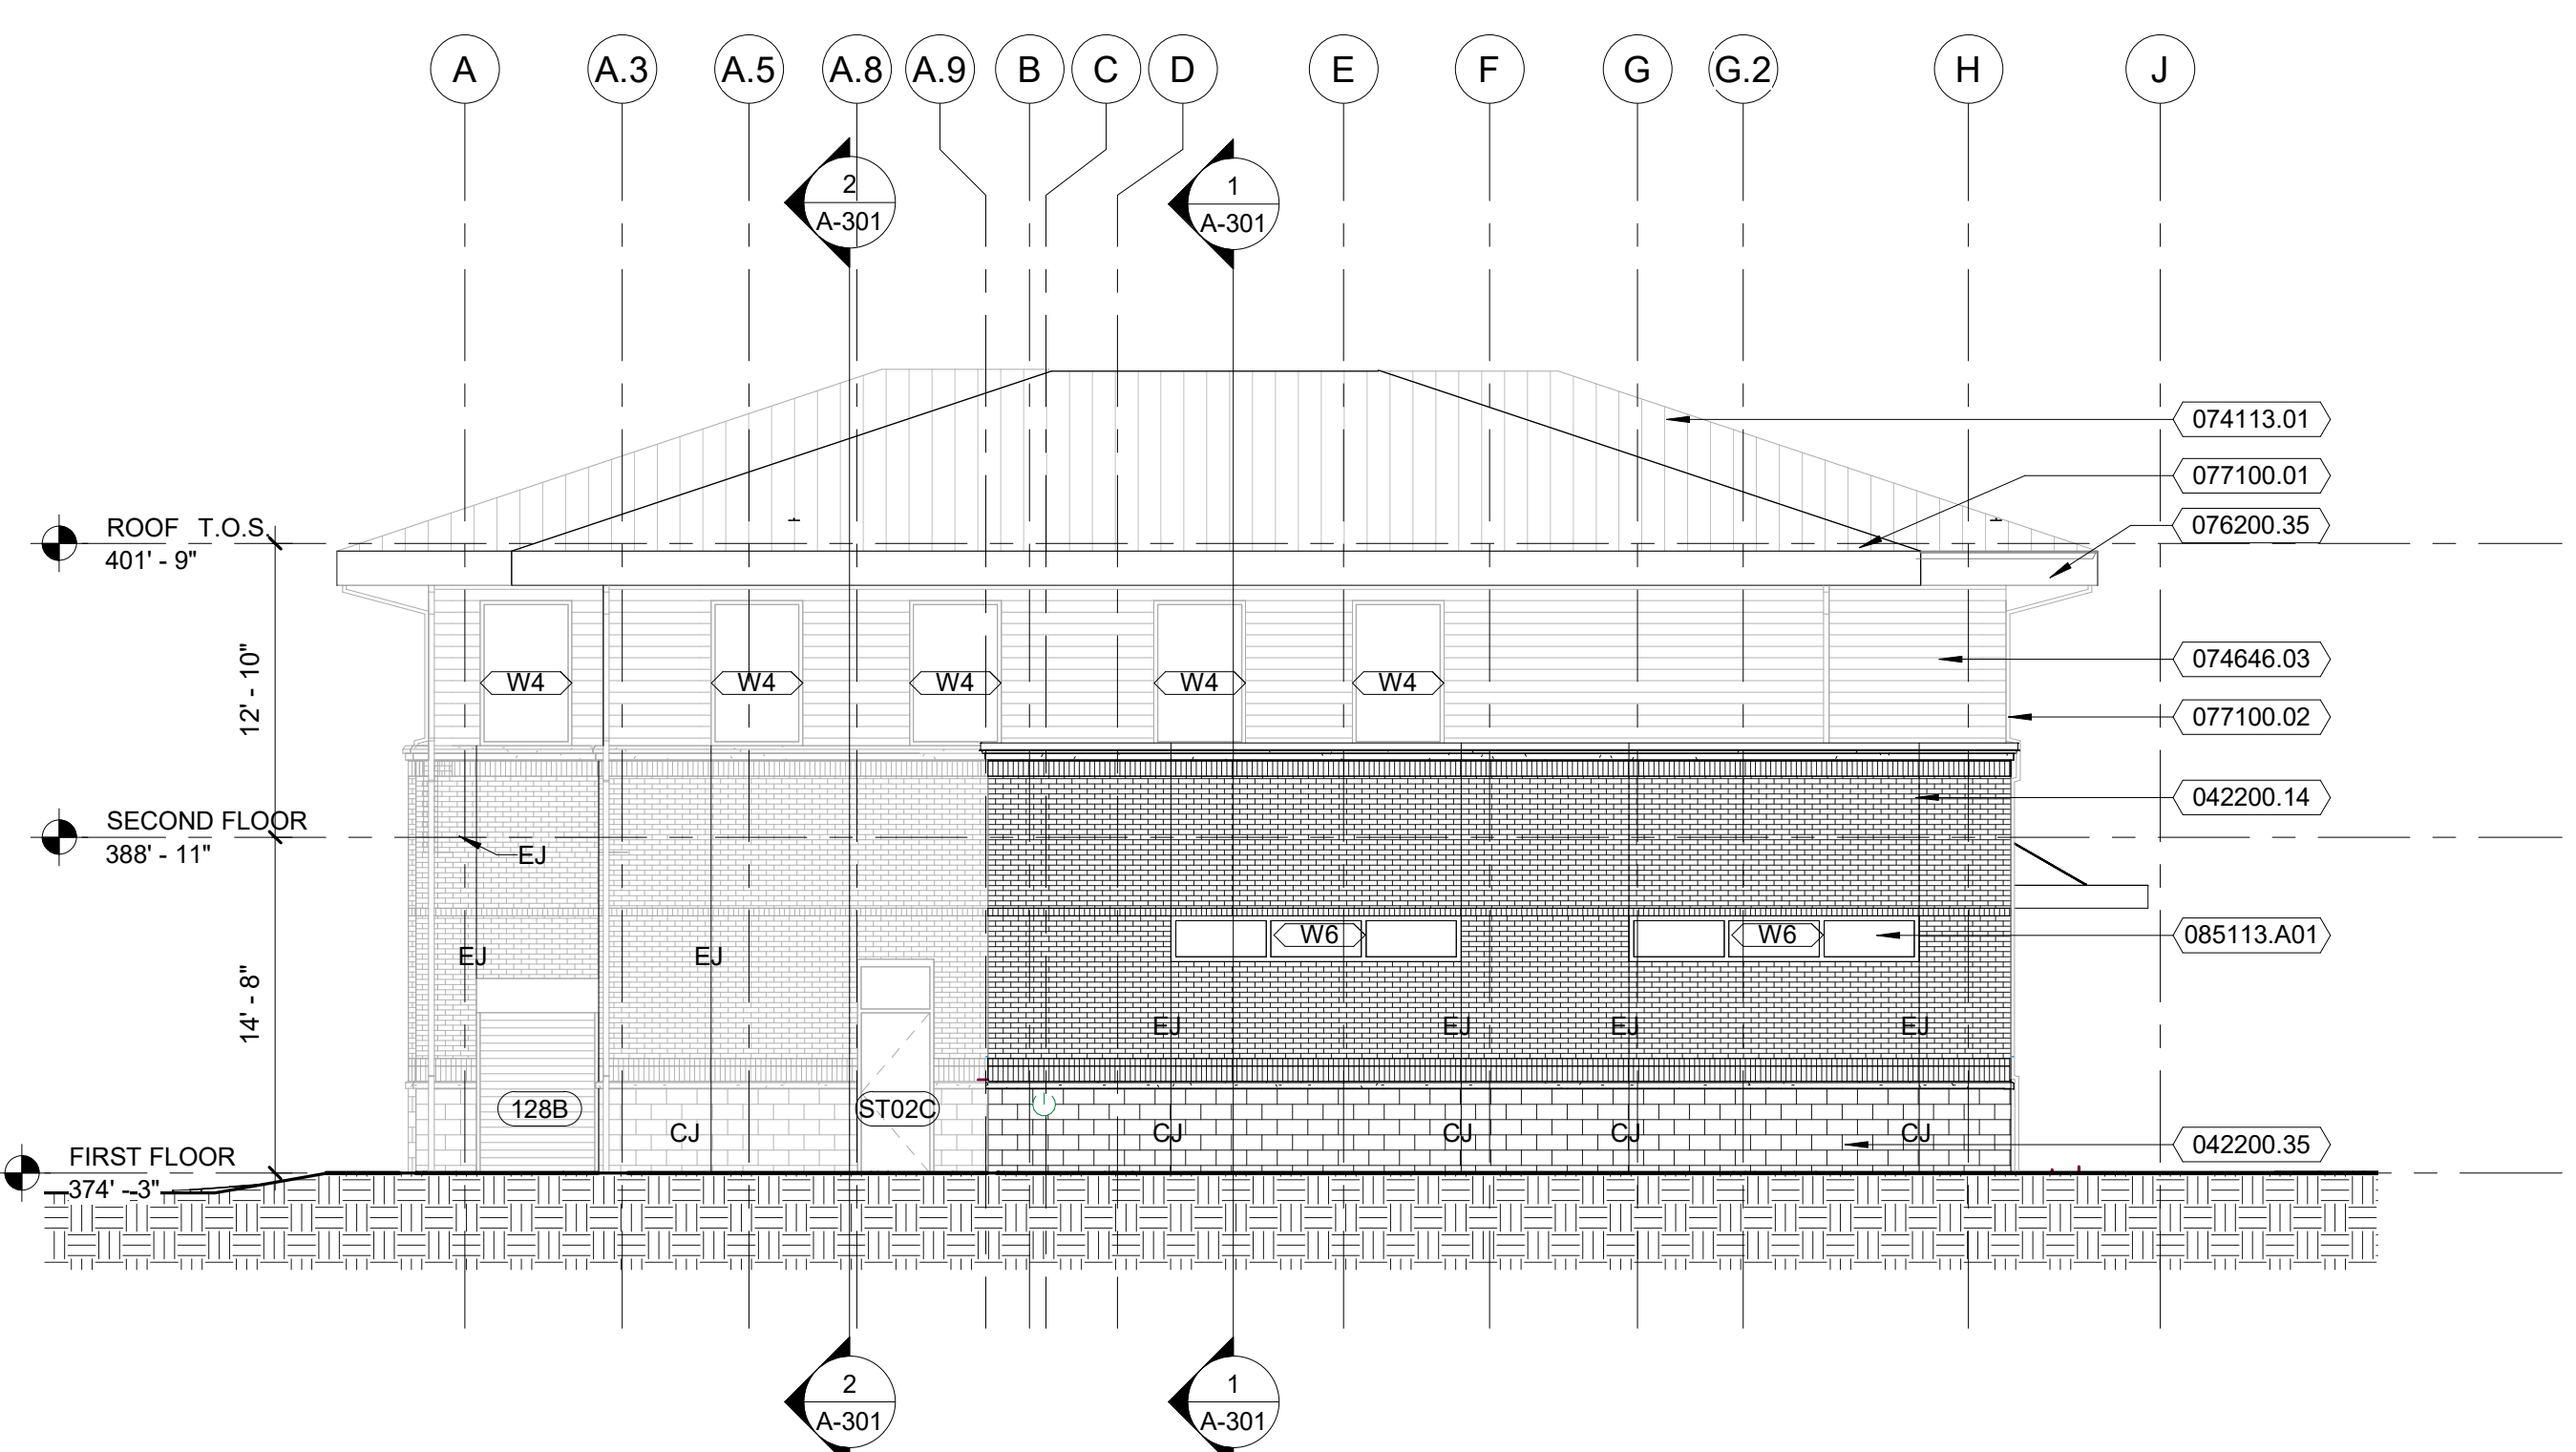 A
A.3
A.5
A.8
A.9
B
C
D
E
F
G
G.2
H
J
2
A-301
1
A-301
074113.01
077100.01
076200.35
ROOF T.O.S.
401' - 9"
12' - 10"
W4
W4
W4
W4
W4
074646.03
077100.02
042200.14
SECOND FLOOR
388' - 11"
EJ
W6
W6
085113.A01
EJ
EJ
14' - 8"
EJ
EJ
EJ
EJ
128B
ST02C
CJ
CJ
CJ
CJ
CJ
042200.35
FIRST FLOOR
374' - 3"
2
A-301
1
A-301